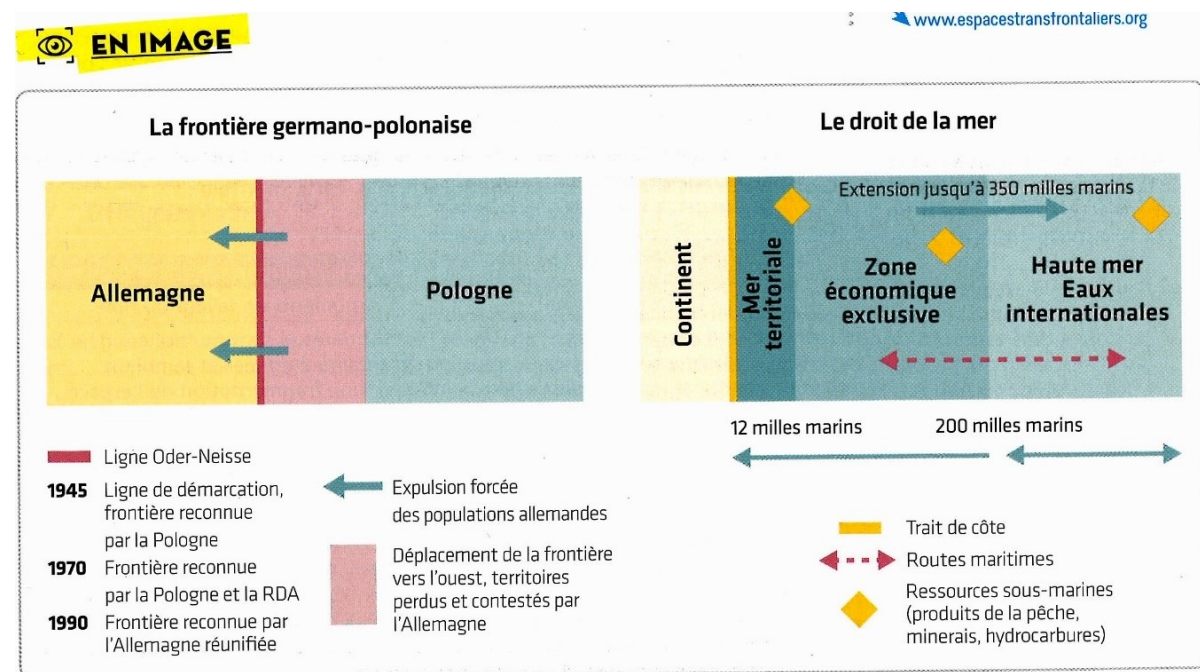 www.espacestransfrontaliers.org
EN IMAGE
La frontière germano-polonaise
Allemagne
Pologne
Ligne Oder-Neisse
1945 Ligne de démarcation,
frontière reconnue
par la Pologne
1970 Frontière reconnue
par la Pologne et la RDA
1990 Frontière reconnue par
l'Allemagne réunifiée
Expulsion forcée
des populations allemandes
Déplacement de la frontière
vers l'ouest, territoires
perdus et contestés par
l'Allemagne
Le droit de la mer
Extension jusqu'à 350 milles marins
Continent
Mer
territoriale
Zone
économique
exclusive
Haute mer
Eaux
internationales
12 milles marins
200 milles marins
Trait de côte
Routes maritimes
Ressources sous-marines
(produits de la pêche,
minerais, hydrocarbures)